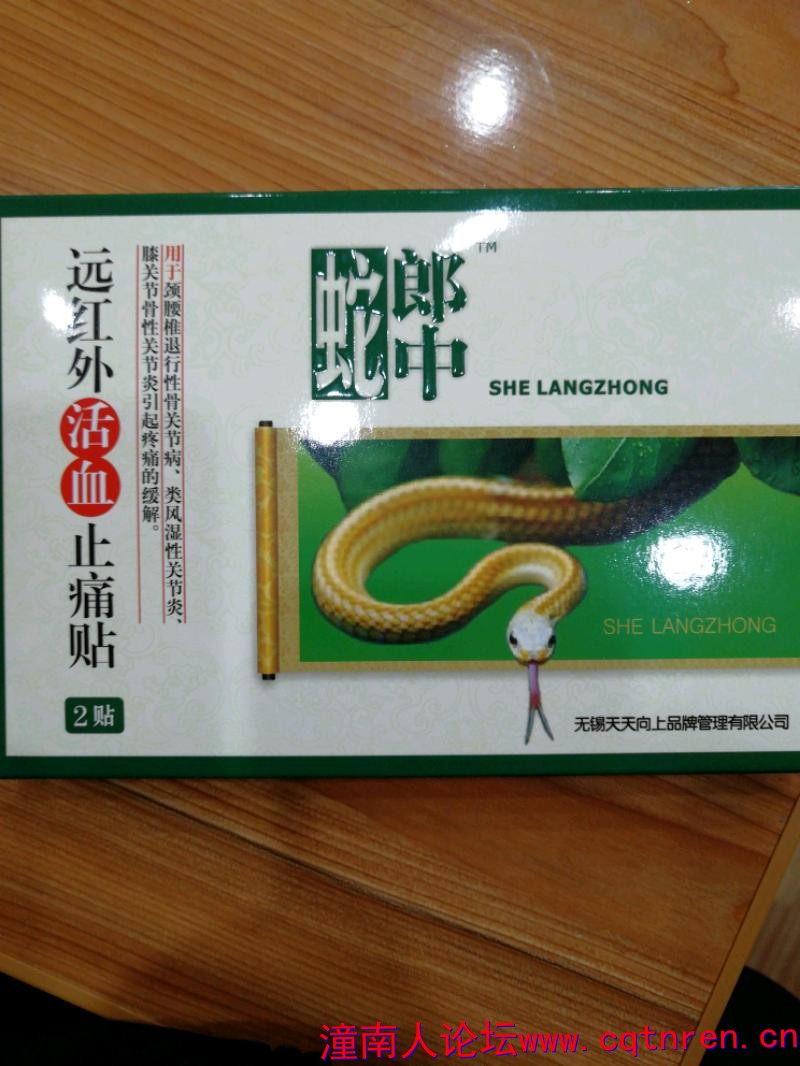 蛇郎中
TM
SHE LANGZHONG
远红外活血止痛贴
用于颈腰椎退行性骨关节病、类风湿性关节炎、
膝关节骨性关节炎引起疼痛的缓解。
2贴
SHE LANGZHONG
无锡天天向上品牌管理有限公司
潼南人论坛www.cqtnren.cn